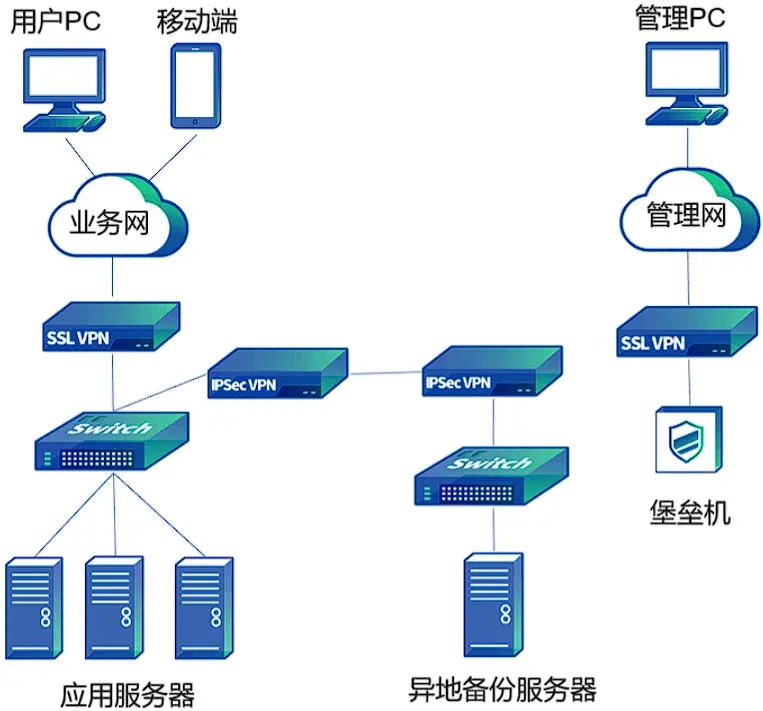 用户PC
移动端
管理PC
业务网
管理网
SSL VPN
SSL VPN
IPSec VPN
IPSec VPN
Switch
Switch
堡垒机
应用服务器
异地备份服务器